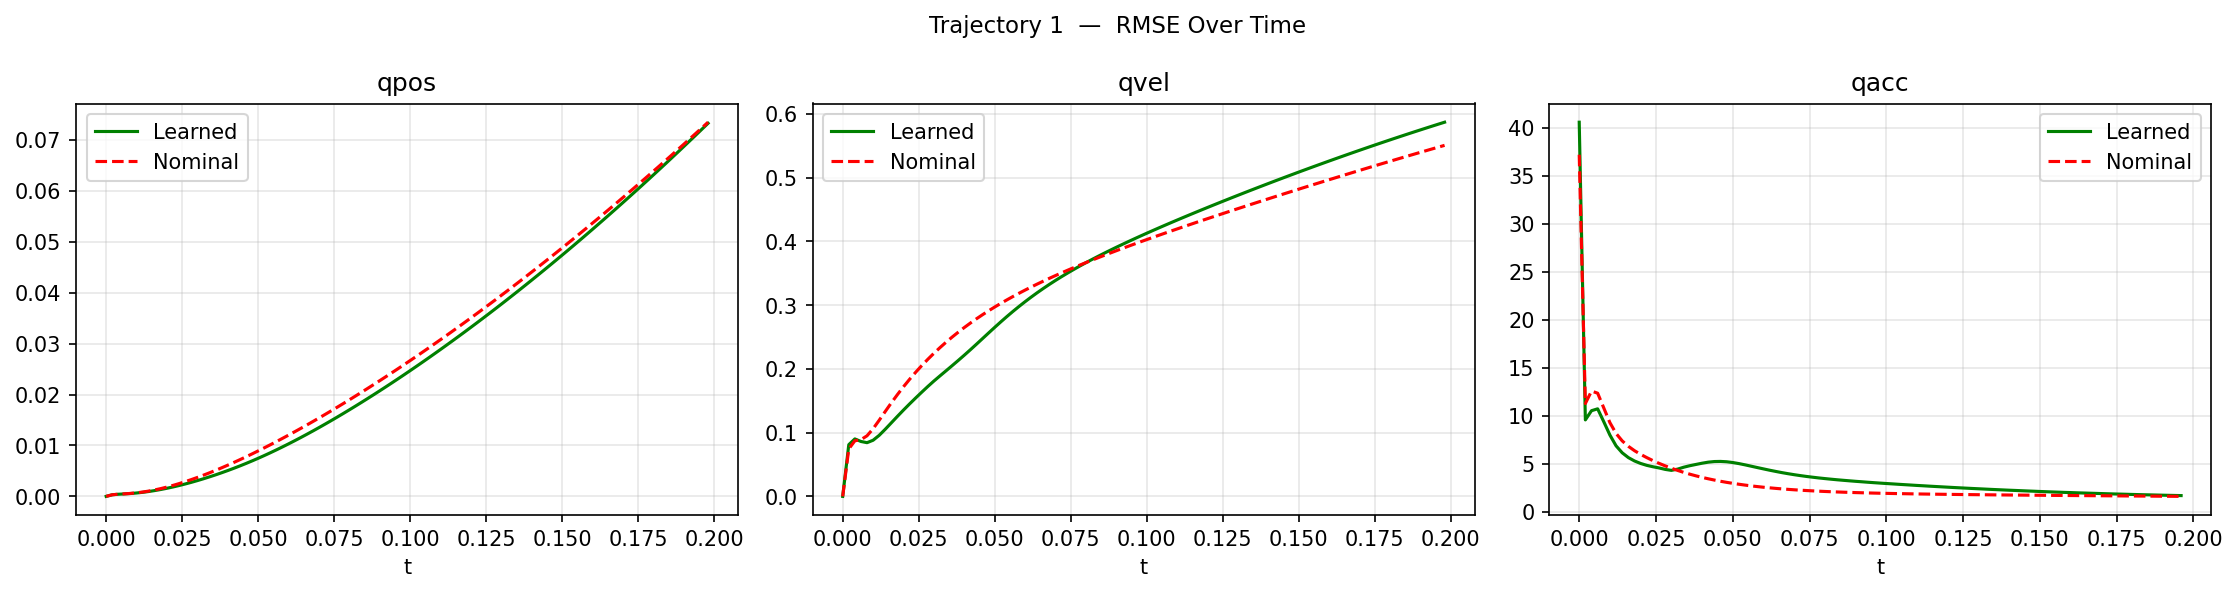 Trajectory 1 — RMSE Over Time
qpos
Learned
Nominal
0.07
0.06
0.05
0.04
0.03
0.02
0.01
0.00
0.000 0.025 0.050 0.075 0.100 0.125 0.150 0.175 0.200
t
qvel
Learned
Nominal
0.6
0.5
0.4
0.3
0.2
0.1
0.0
0.000 0.025 0.050 0.075 0.100 0.125 0.150 0.175 0.200
t
qacc
Learned
Nominal
40
35
30
25
20
15
10
5
0
0.000 0.025 0.050 0.075 0.100 0.125 0.150 0.175 0.200
t